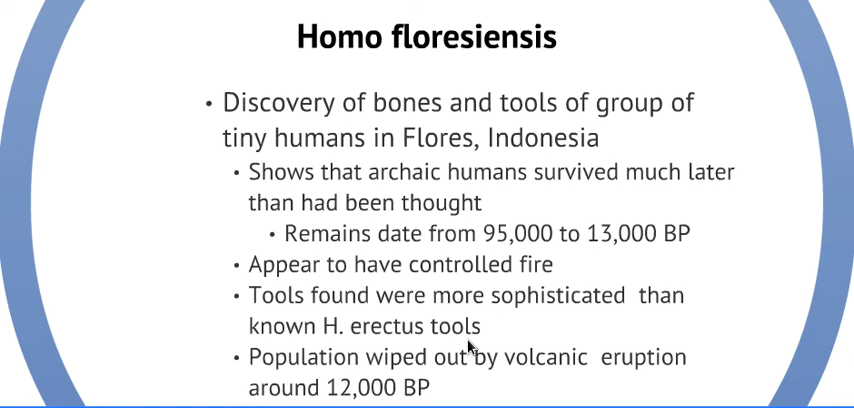 Homo floresiensis
• Discovery of bones and tools of group of
tiny humans in Flores, Indonesia
• Shows that archaic humans survived much later
than had been thought
• Remains date from 95,000 to 13,000 BP
• Appear to have controlled fire
• Tools found were more sophisticated than
known H. erectus tools
• Population wiped out by volcanic eruption
around 12,000 BP